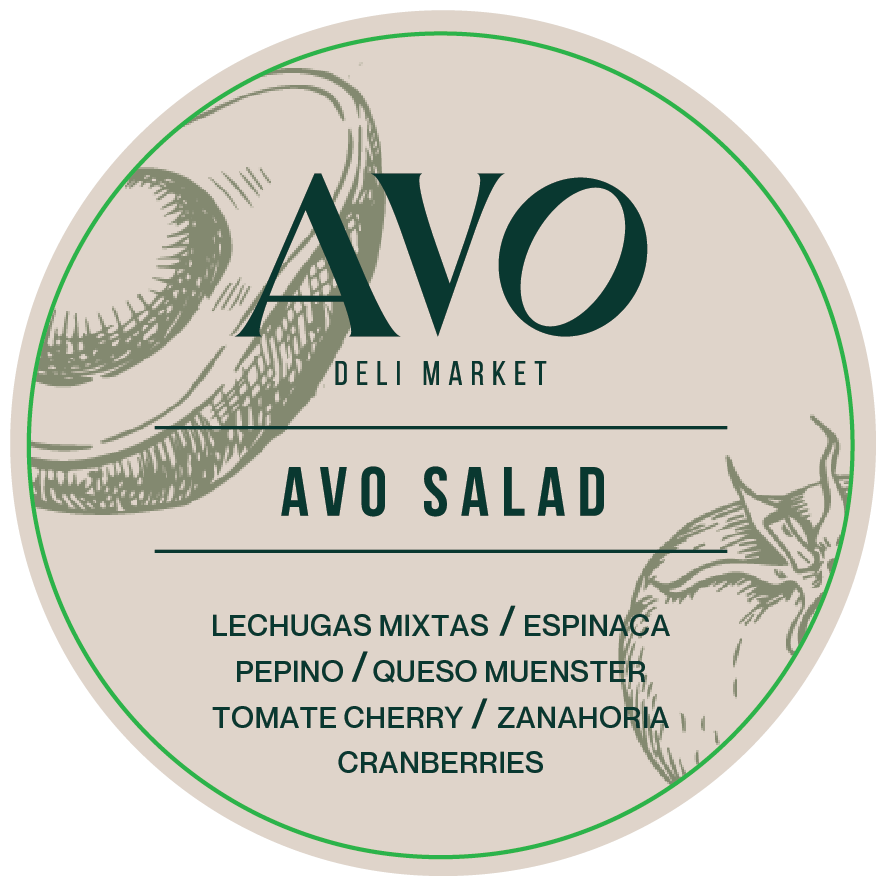 AVO
DELI MARKET
AVO SALAD
LECHUGAS MIXTAS / ESPINACA
PEPINO / QUESO MUENSTER
TOMATE CHERRY / ZANAHORIA
CRANBERRIES